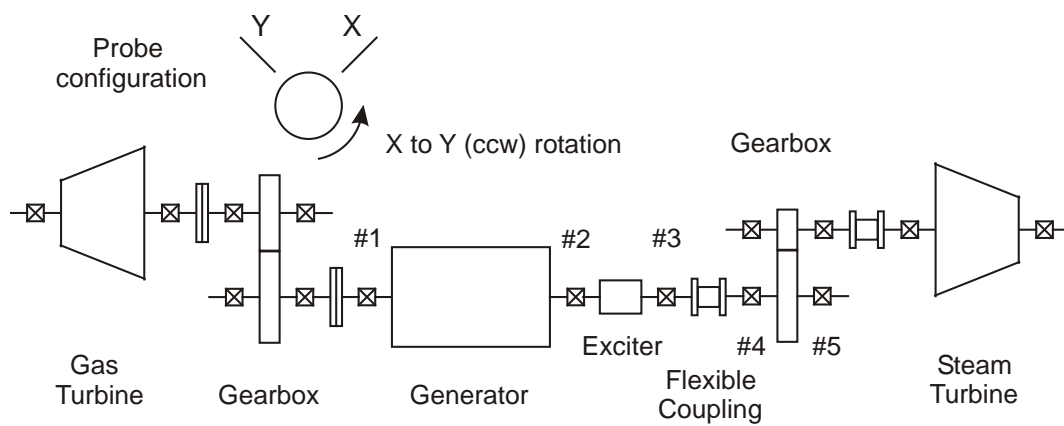 Y X
Probe
configuration
X to Y (ccw) rotation
Gearbox
#1
#2
#3
Exciter
#4
#5
Gas
Turbine
Gearbox
Generator
Flexible
Coupling
Steam
Turbine